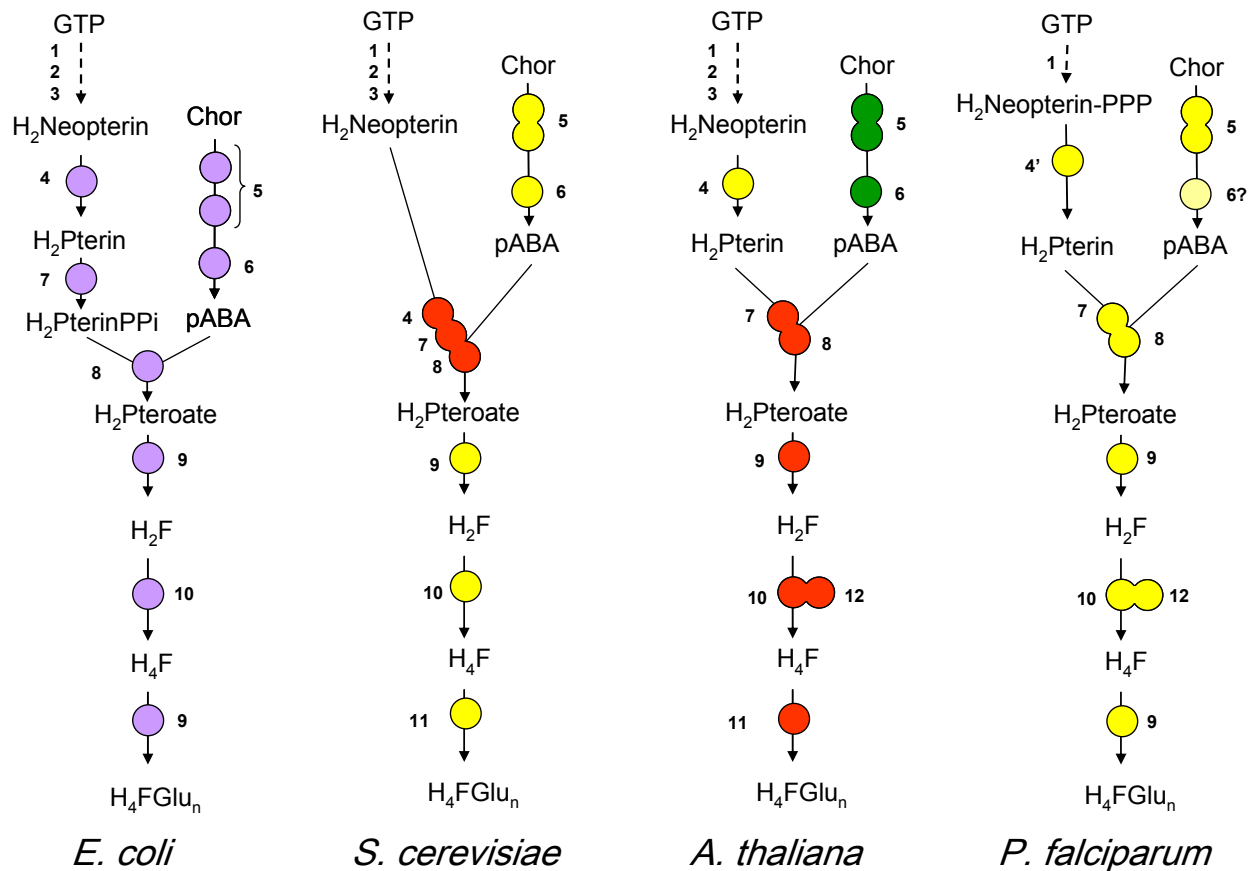 GTP
1
2
3
H₂Neopterin
Chor
4
5
H₂Pterin
7
6
H₂PterinPPi
pABA
8
H₂Pteroate
9
H₂F
10
H₄F
9
H₄FGluₙ
E. coli
GTP
1
2
3
Chor
H₂Neopterin
5
6
pABA
4
7
8
H₂Pteroate
9
H₂F
10
H₄F
11
H₄FGluₙ
S. cerevisiae
GTP
1
2
3
Chor
H₂Neopterin
5
4
6
H₂Pterin
pABA
7
8
H₂Pteroate
9
H₂F
10
12
H₄F
11
H₄FGluₙ
A. thaliana
GTP
1
Chor
H₂Neopterin-PPP
5
4'
6?
H₂Pterin
pABA
7
8
H₂Pteroate
9
H₂F
10
12
H₄F
9
H₄FGluₙ
P. falciparum